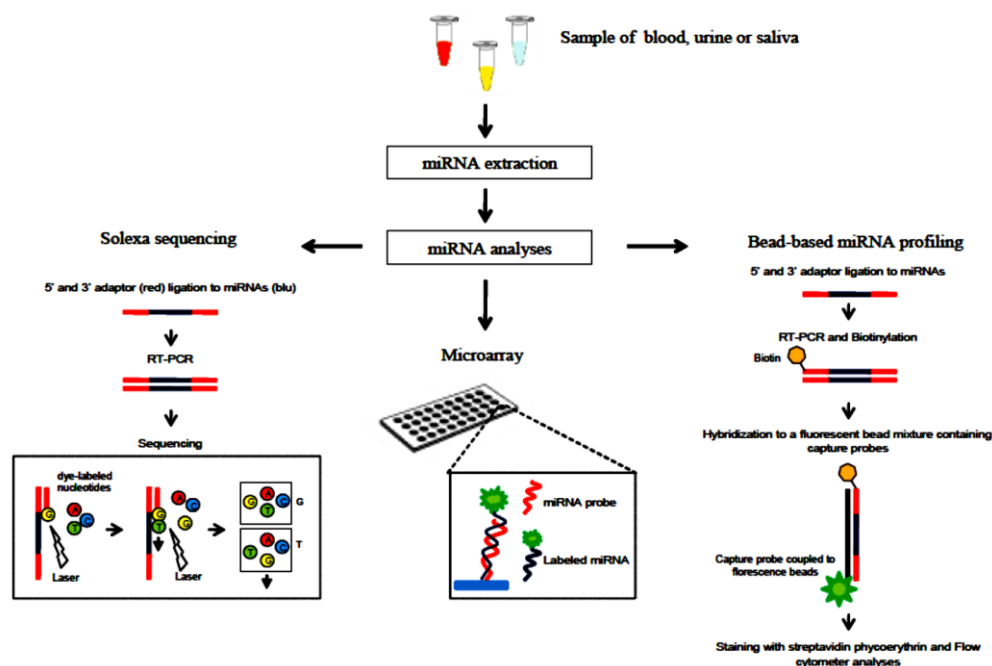 Sample of blood, urine or saliva
miRNA extraction
miRNA analyses
Solexa sequencing
5' and 3' adaptor (red) ligation to miRNAs (blu)
RT-PCR
Sequencing
dye-labeled
nucleotides
G
A
C
T
Laser
G
T
A
C
G
Laser
G
A
C
T
G
T
A
C
G
T
Microarray
miRNA probe
Labeled miRNA
Bead-based miRNA profiling
5' and 3' adaptor ligation to miRNAs
RT-PCR and Biotinylation
Biotin
Hybridization to a fluorescent bead mixture containing
capture probes
Capture probe coupled to
florescence beads
Staining with streptavidin phycoerythrin and Flow
cytometer analyses